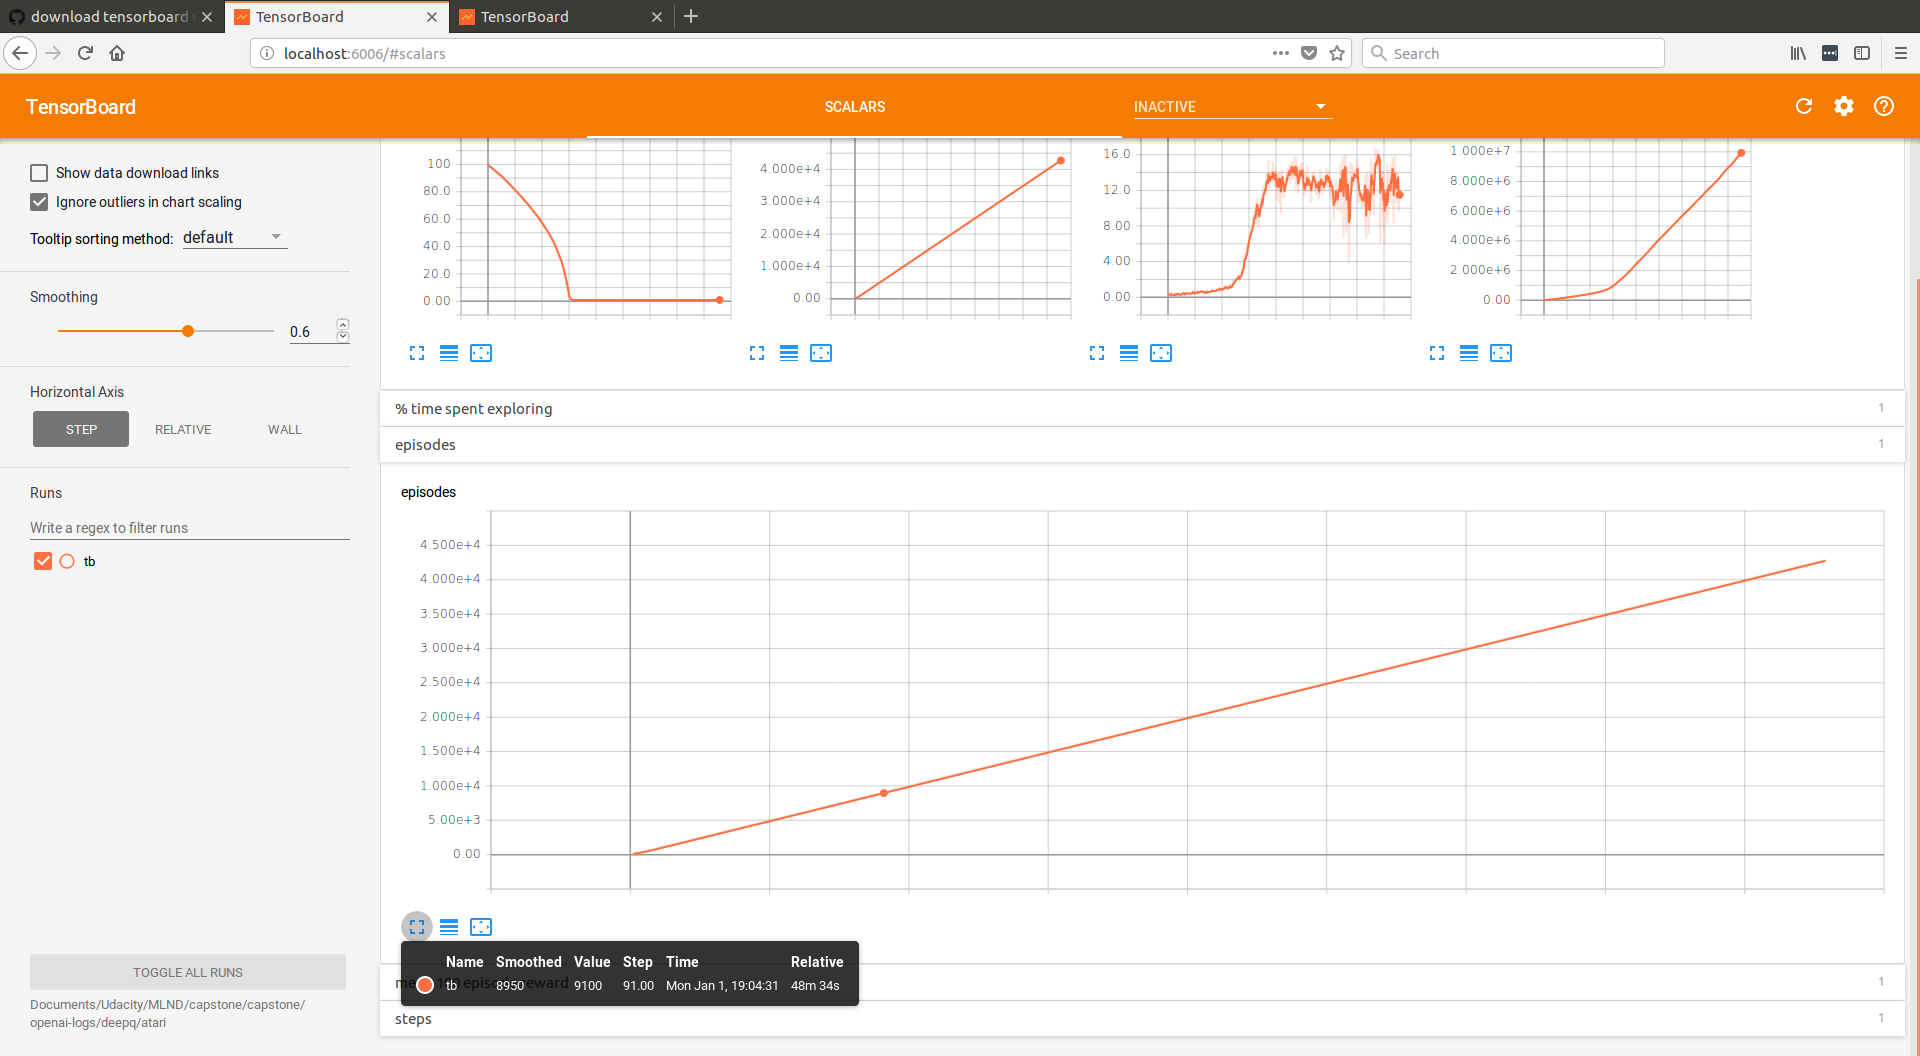 download tensorboard
TensorBoard
TensorBoard
localhost:6006/#scalars
Search
TensorBoard
SCALARS
INACTIVE
Show data download links
Ignore outliers in chart scaling
Tooltip sorting method: default
Smoothing
0.6
Horizontal Axis
STEP RELATIVE WALL
Runs
Write a regex to filter runs
tb
TOGGLE ALL RUNS
Documents/Udacity/MLND/capstone/capstone/
openai-logs/deepq/atari
100
80.0
60.0
40.0
20.0
0.00
4.000e+4
3.000e+4
2.000e+4
1.000e+4
0.00
16.0
12.0
8.00
4.00
0.00
1.000e+7
8.000e+6
6.000e+6
4.000e+6
2.000e+6
0.00
% time spent exploring 1
episodes 1
episodes
4.500e+4
4.000e+4
3.500e+4
3.000e+4
2.500e+4
2.000e+4
1.500e+4
1.000e+4
5.00e+3
0.00
Name Smoothed Value Step Time Relative
tb 8950 9100 91.00 Mon Jan 1, 19:04:31 48m 34s
1
steps 1